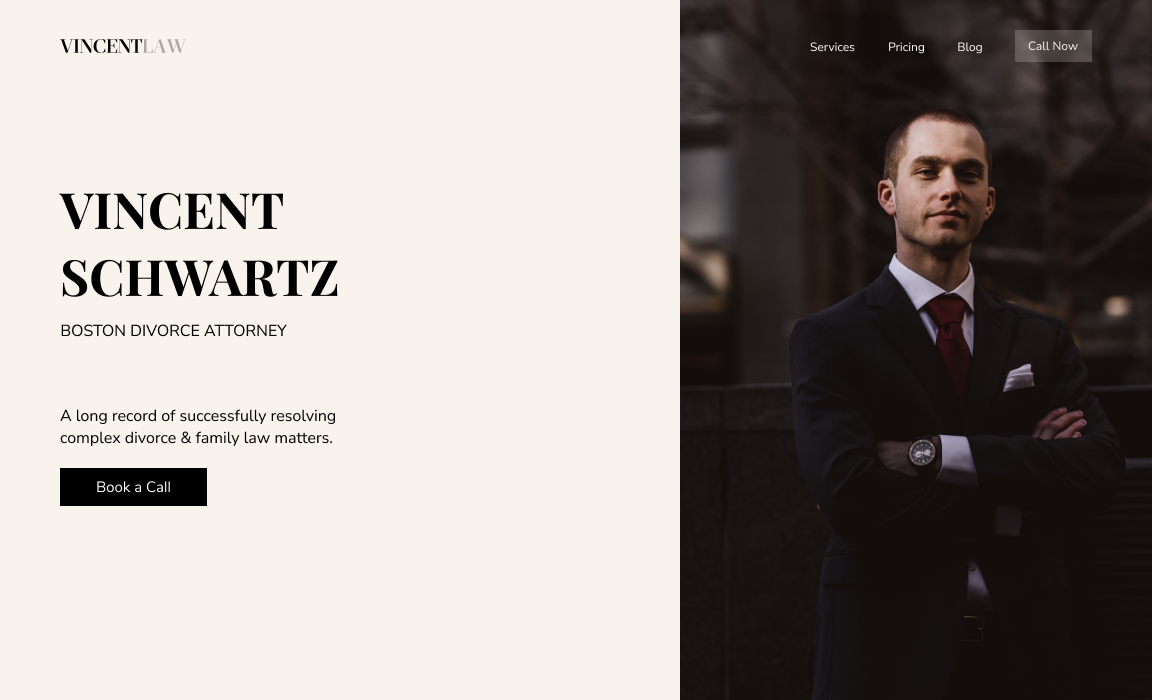 VINCENTLAW
Services
Pricing
Blog
Call Now
VINCENT
SCHWARTZ
BOSTON DIVORCE ATTORNEY
A long record of successfully resolving
complex divorce & family law matters.
Book a Call